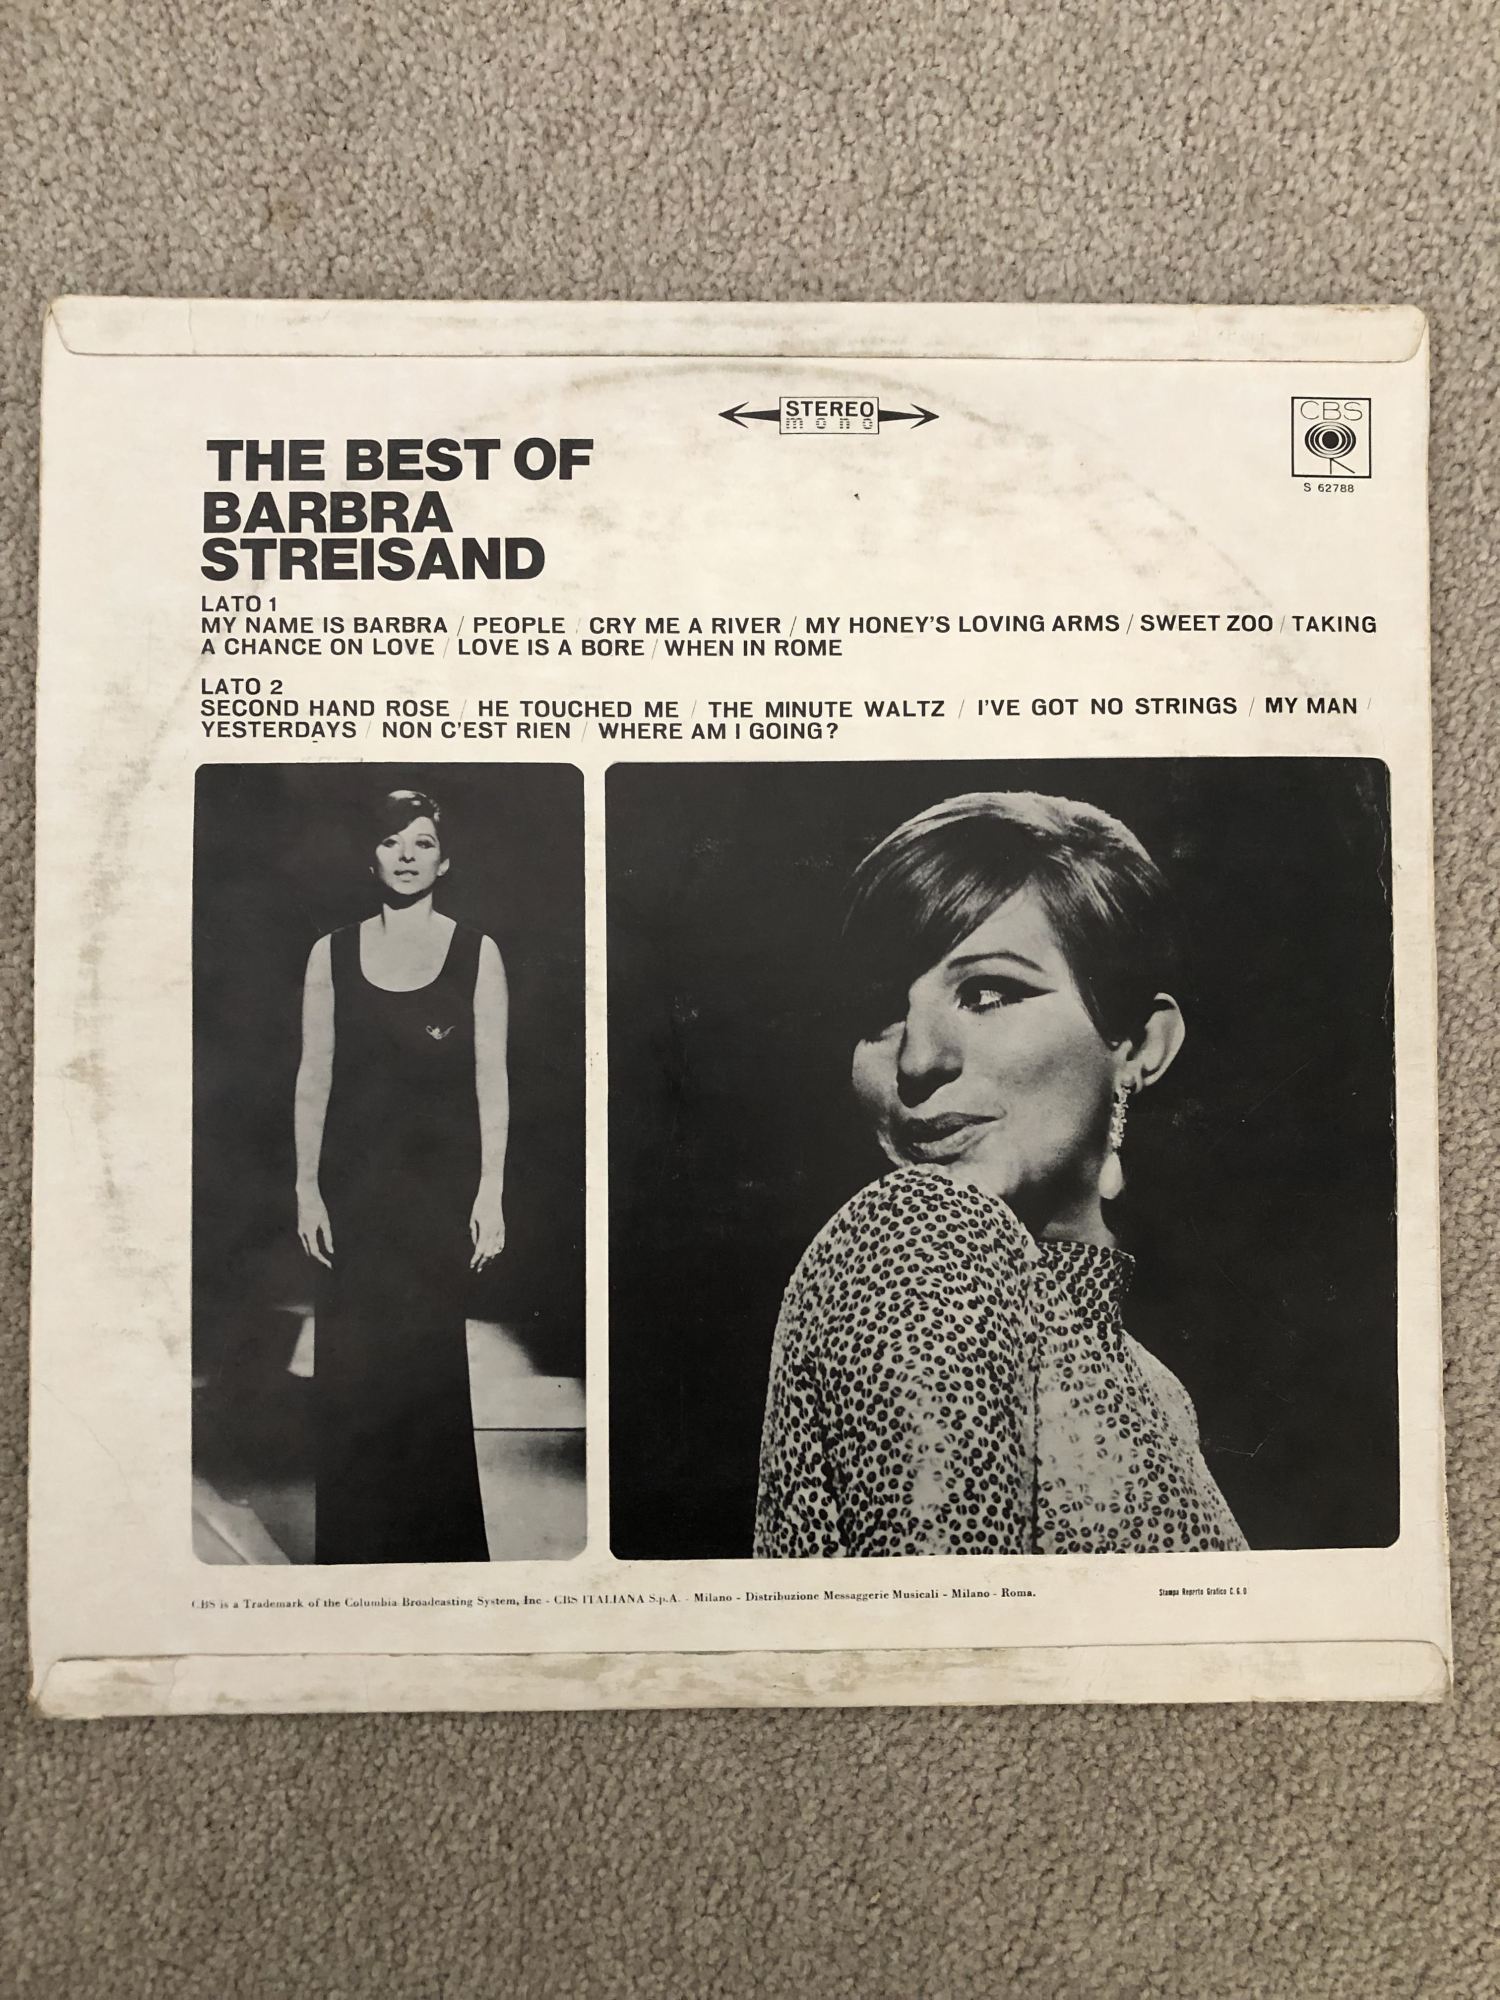 STEREO
mono
CBS
S 62788
THE BEST OF
BARBRA
STREISAND
LATO 1
MY NAME IS BARBRA / PEOPLE / CRY ME A RIVER / MY HONEY'S LOVING ARMS / SWEET ZOO / TAKING
A CHANCE ON LOVE / LOVE IS A BORE / WHEN IN ROME
LATO 2
SECOND HAND ROSE / HE TOUCHED ME / THE MINUTE WALTZ / I'VE GOT NO STRINGS / MY MAN /
YESTERDAYS / NON C'EST RIEN / WHERE AM I GOING?
CBS is a Trademark of the Columbia Broadcasting System, Inc - CBS ITALIANA S.p.A. - Milano - Distribuzione Messaggerie Musicali - Milano - Roma.
Stampa Reparto Grafico C.G.D